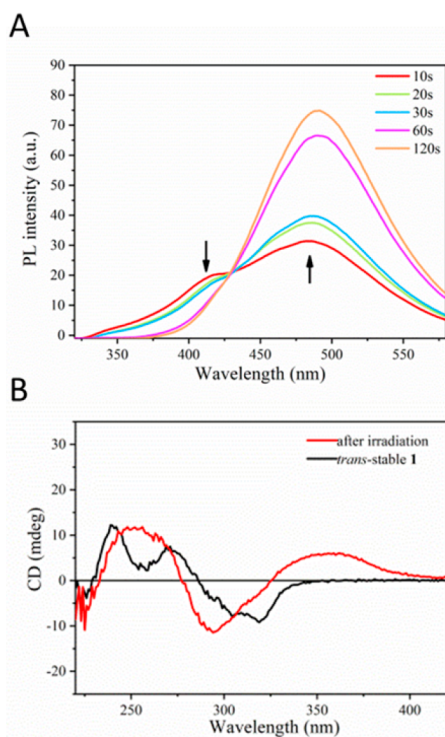 A
90
80
70
60
50
40
30
20
10
0
PL intensity (a.u.)
10s
20s
30s
60s
120s
350
400
450
500
550
Wavelength (nm)
B
30
20
10
0
-10
-20
CD (mdeg)
after irradiation
trans-stable 1
250
300
350
400
Wavelength (nm)